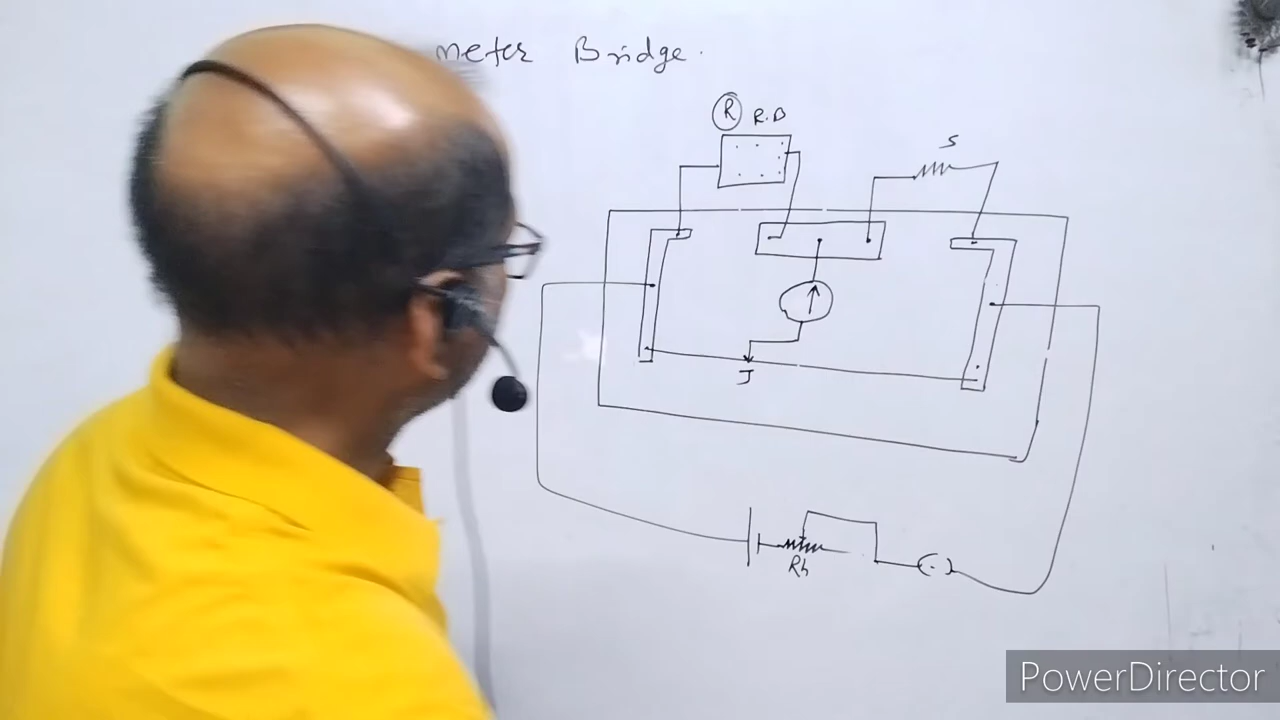 meter Bridge.
R R.B
S
J
Rh
PowerDirector